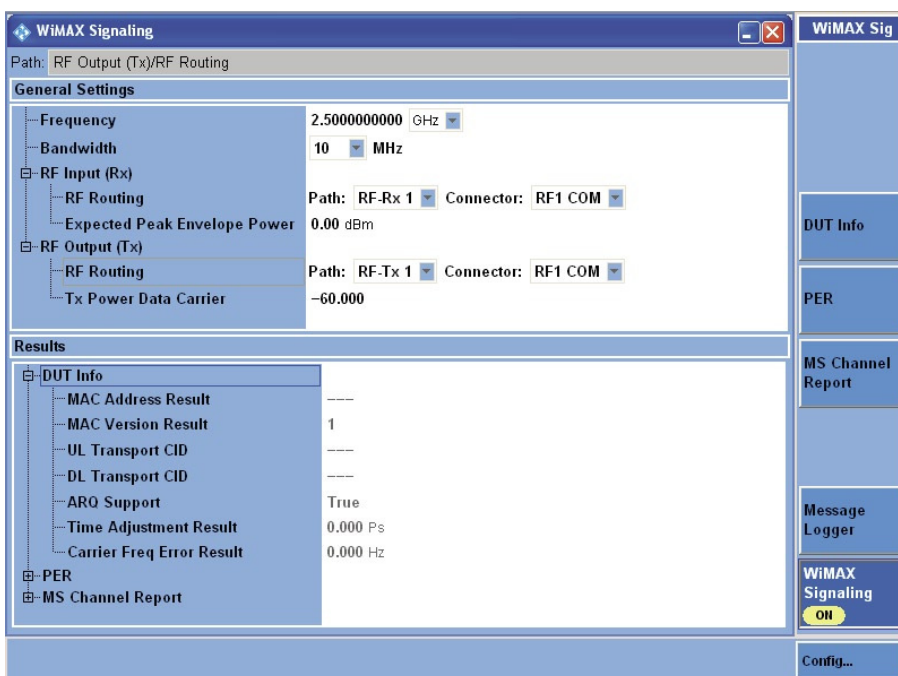 WiMAX Signaling
Path: RF Output (Tx)/RF Routing
General Settings
Frequency 2.5000000000 GHz
Bandwidth 10 MHz
RF Input (Rx)
RF Routing Path: RF-Rx 1 Connector: RF1 COM
Expected Peak Envelope Power 0.00 dBm
RF Output (Tx)
RF Routing Path: RF-Tx 1 Connector: RF1 COM
Tx Power Data Carrier −60.000
Results
DUT Info
MAC Address Result ---
MAC Version Result 1
UL Transport CID ---
DL Transport CID ---
ARQ Support True
Time Adjustment Result 0.000 Ps
Carrier Freq Error Result 0.000 Hz
PER
MS Channel Report
WiMAX Sig
DUT Info
PER
MS Channel
Report
Message
Logger
WiMAX
Signaling
ON
Config...